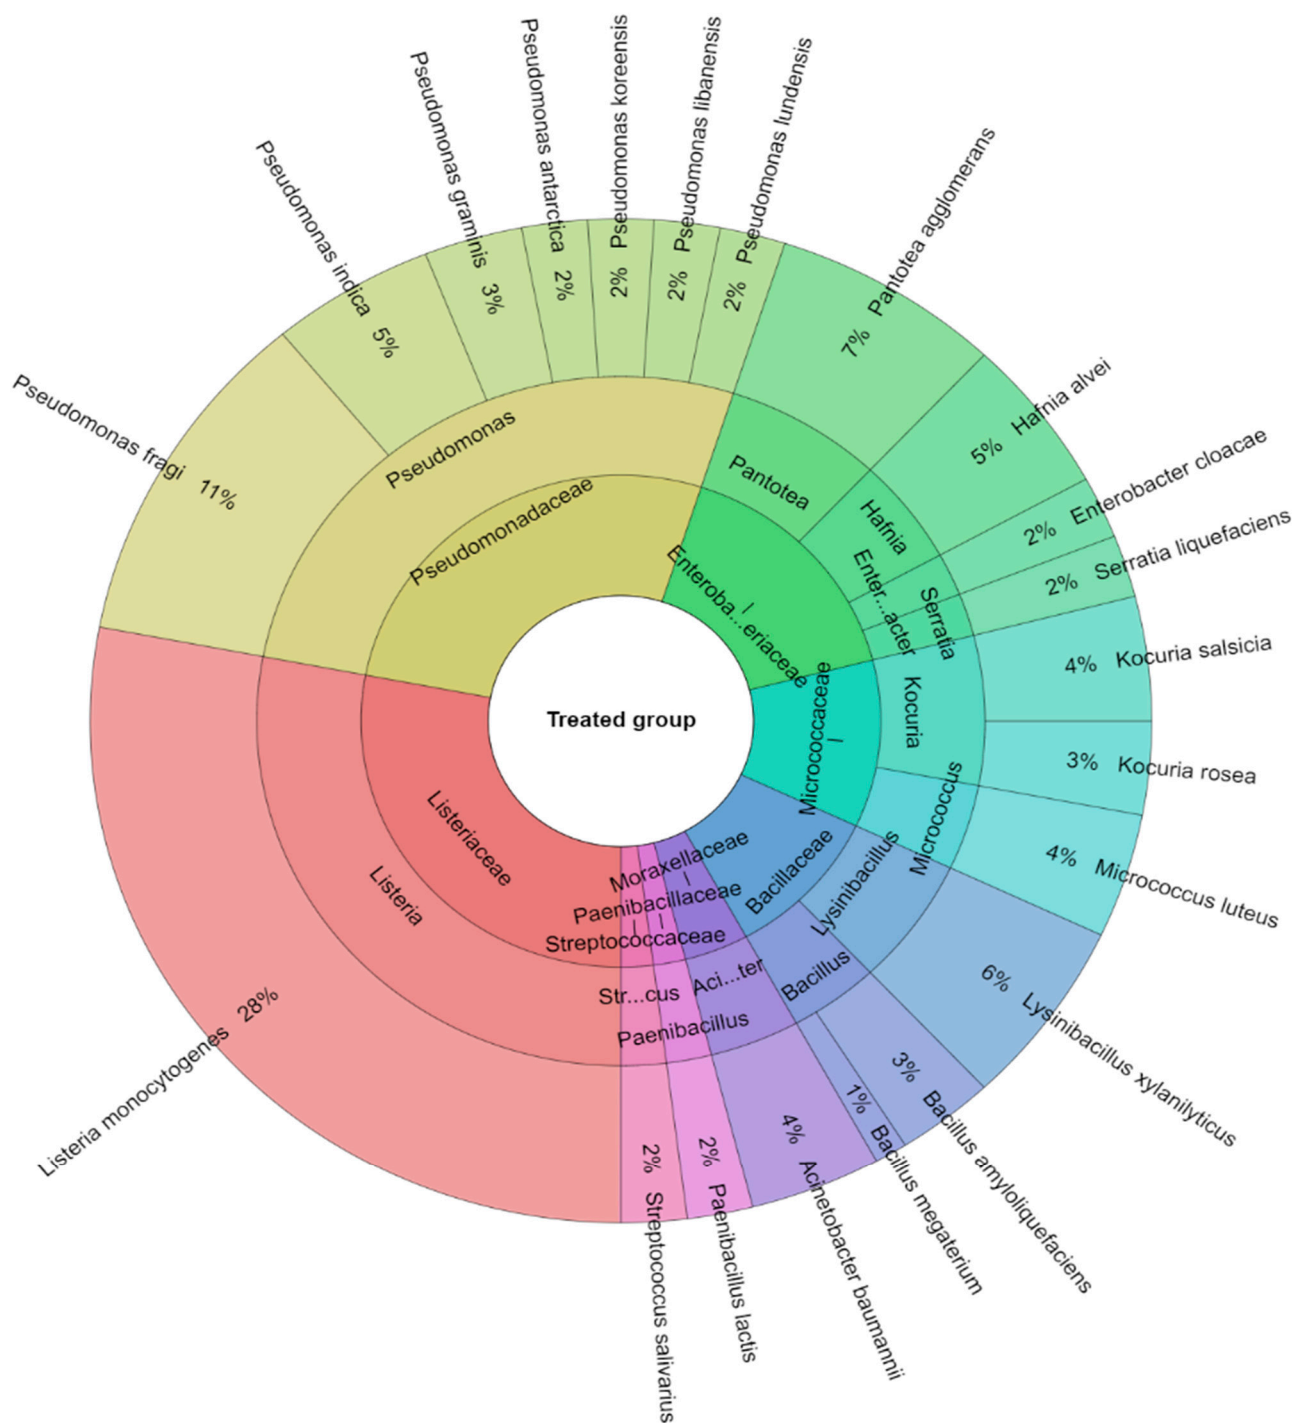 Treated group
Pseudomonadaceae
Pseudomonas
Pseudomonas fragi 11%
Pseudomonas indica 5%
Pseudomonas graminis 3%
Pseudomonas antarctica 2%
2% Pseudomonas koreensis
2% Pseudomonas libanensis
2% Pseudomonas lundensis
Enteroba...eriaceae
Pantotea
7% Pantotea agglomerans
Hafnia
5% Hafnia alvei
Enter...acter
2% Enterobacter cloacae
Serratia
2% Serratia liquefaciens
Micrococcaceae
Kocuria
4% Kocuria salsicia
3% Kocuria rosea
Micrococcus
4% Micrococcus luteus
Bacillaceae
Lysinibacillus
6% Lysinibacillus xylanilyticus
Bacillus
3% Bacillus amyloliquefaciens
1% Bacillus megaterium
Moraxellaceae
Aci...ter
4% Acinetobacter baumannii
Paenibacillaceae
Paenibacillus
2% Paenibacillus lactis
Streptococcaceae
Str...cus
2% Streptococcus salivarius
Listeriaceae
Listeria
Listeria monocytogenes 28%